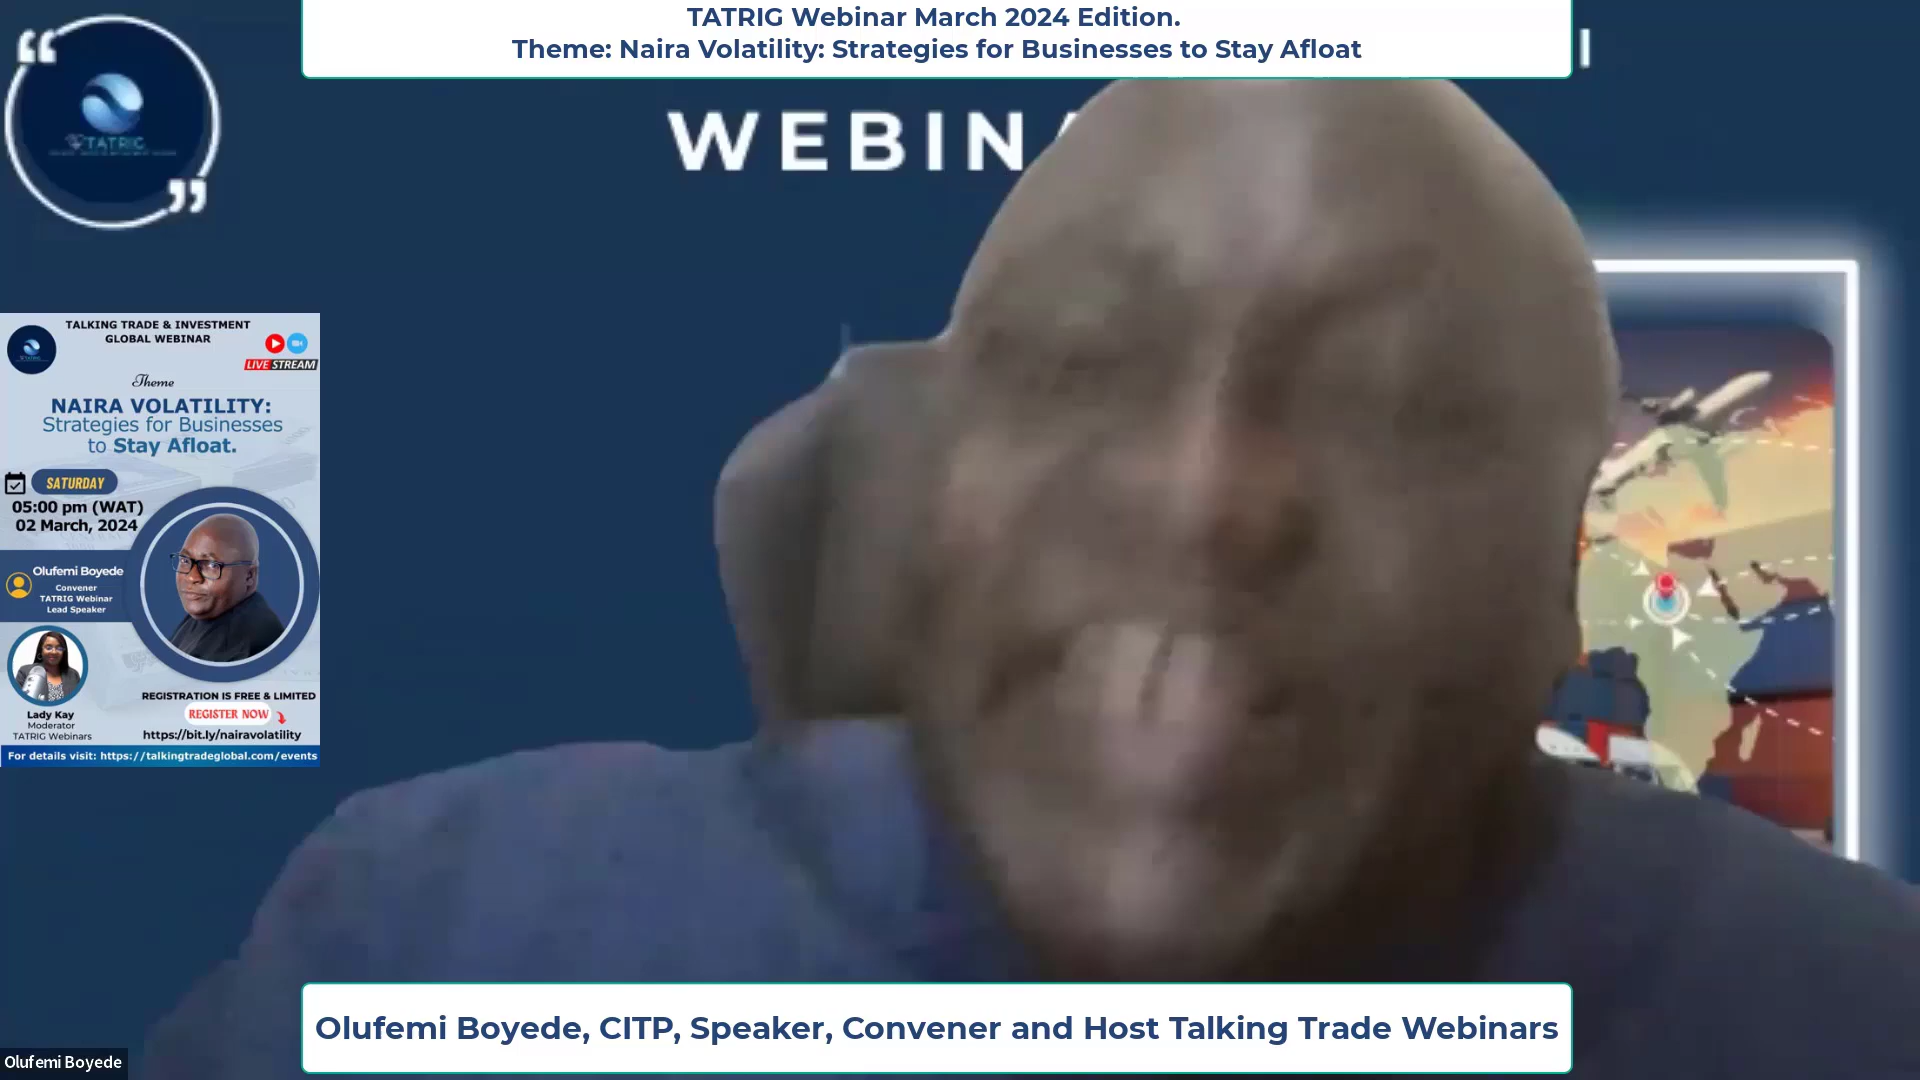 TATRIG Webinar March 2024 Edition.
Theme: Naira Volatility: Strategies for Businesses to Stay Afloat
TATRIG
WEBINA
TALKING TRADE & INVESTMENT
GLOBAL WEBINAR
LIVE STREAM
Theme
NAIRA VOLATILITY:
Strategies for Businesses
to Stay Afloat.
SATURDAY
05:00 pm (WAT)
02 March, 2024
Olufemi Boyede
Convener
TATRIG Webinar
Lead Speaker
Lady Kay
Moderator
TATRIG Webinars
REGISTRATION IS FREE & LIMITED
REGISTER NOW
https://bit.ly/nairavolatility
For details visit: https://talkingtradeglobal.com/events
Olufemi Boyede, CITP, Speaker, Convener and Host Talking Trade Webinars
Olufemi Boyede